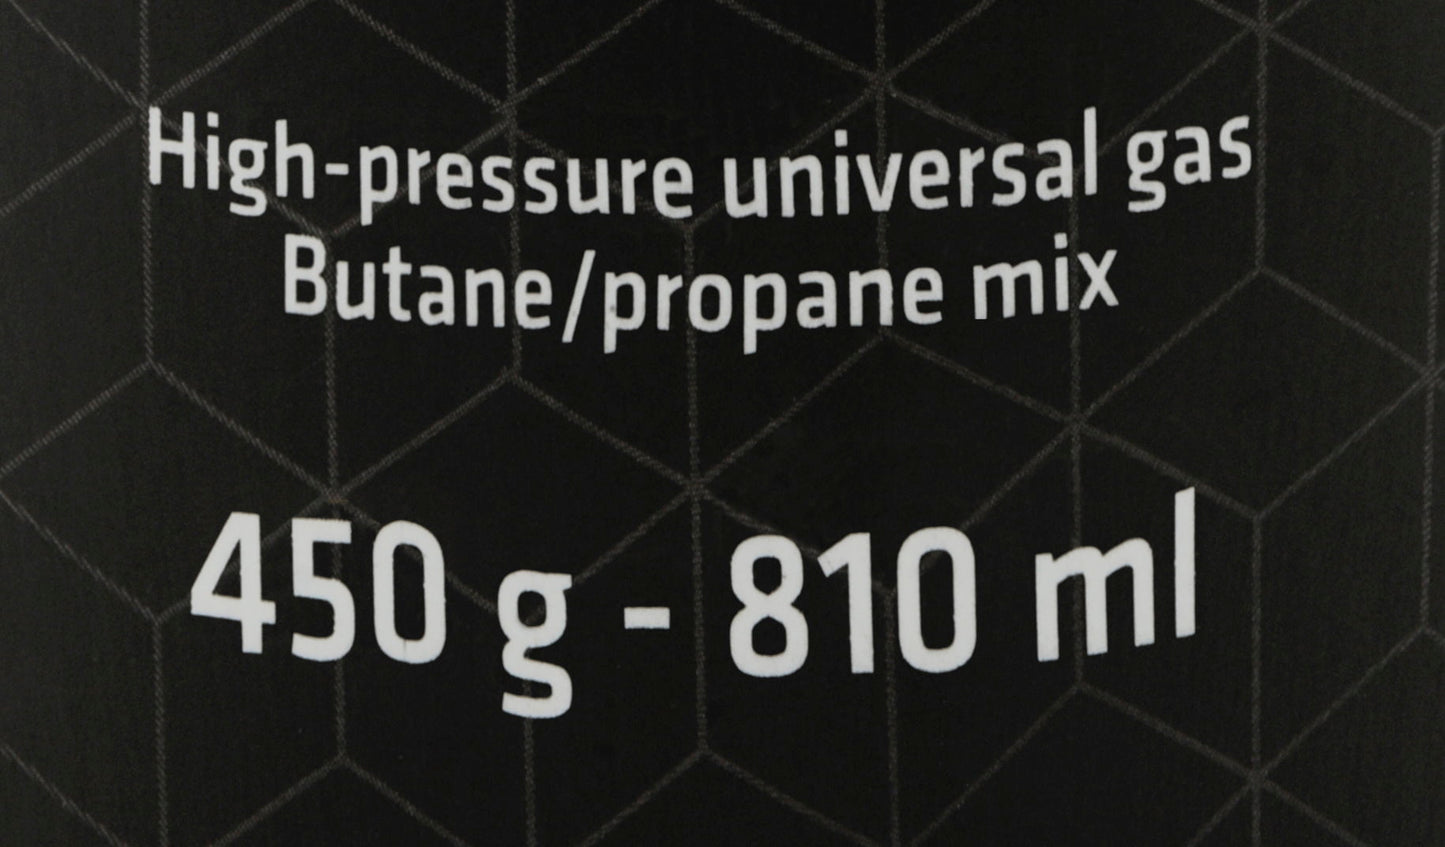 High-pressure universal gas
Butane/propane mix
450 g - 810 ml